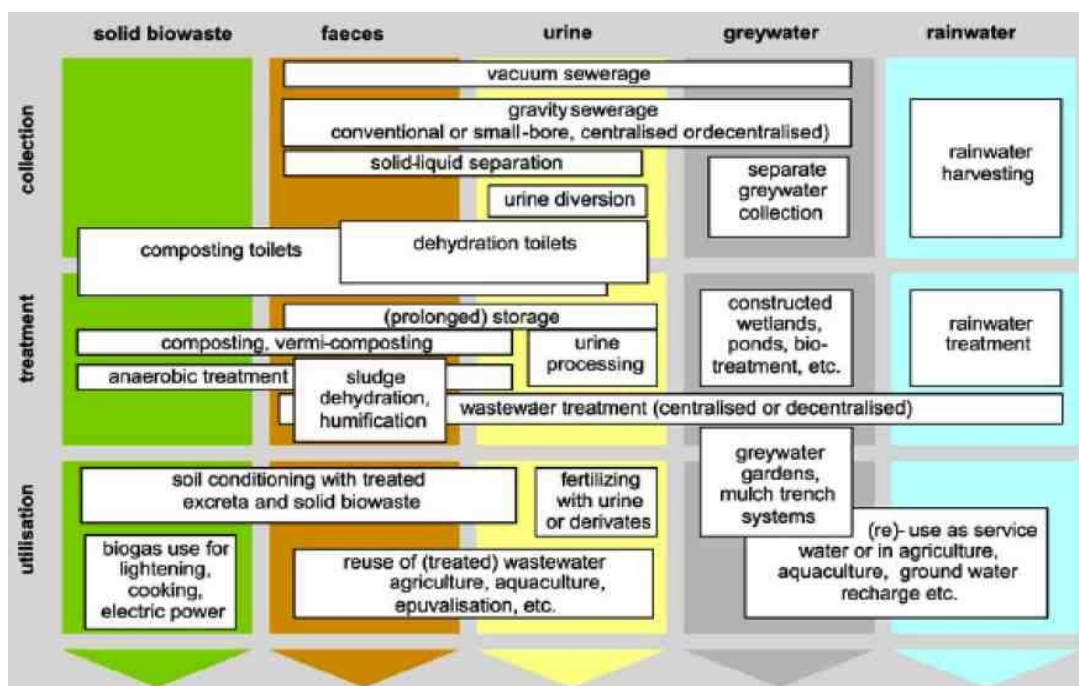 solid biowaste
faeces
urine
greywater
rainwater
collection
vacuum sewerage
gravity sewerage
conventional or small-bore, centralised ordecentralised)
solid-liquid separation
urine diversion
separate
greywater
collection
rainwater
harvesting
composting toilets
dehydration toilets
treatment
(prolonged) storage
composting, vermi-composting
urine
processing
constructed
wetlands,
ponds, bio-
treatment, etc.
rainwater
treatment
anaerobic treatment
sludge
dehydration,
humification
wastewater treatment (centralised or decentralised)
utilisation
soil conditioning with treated
excreta and solid biowaste
fertilizing
with urine
or derivates
greywater
gardens,
mulch trench
systems
biogas use for
lightening,
cooking,
electric power
reuse of (treated) wastewater
agriculture, aquaculture,
epuvalisation, etc.
(re)- use as service
water or in agriculture,
aquaculture, ground water
recharge etc.